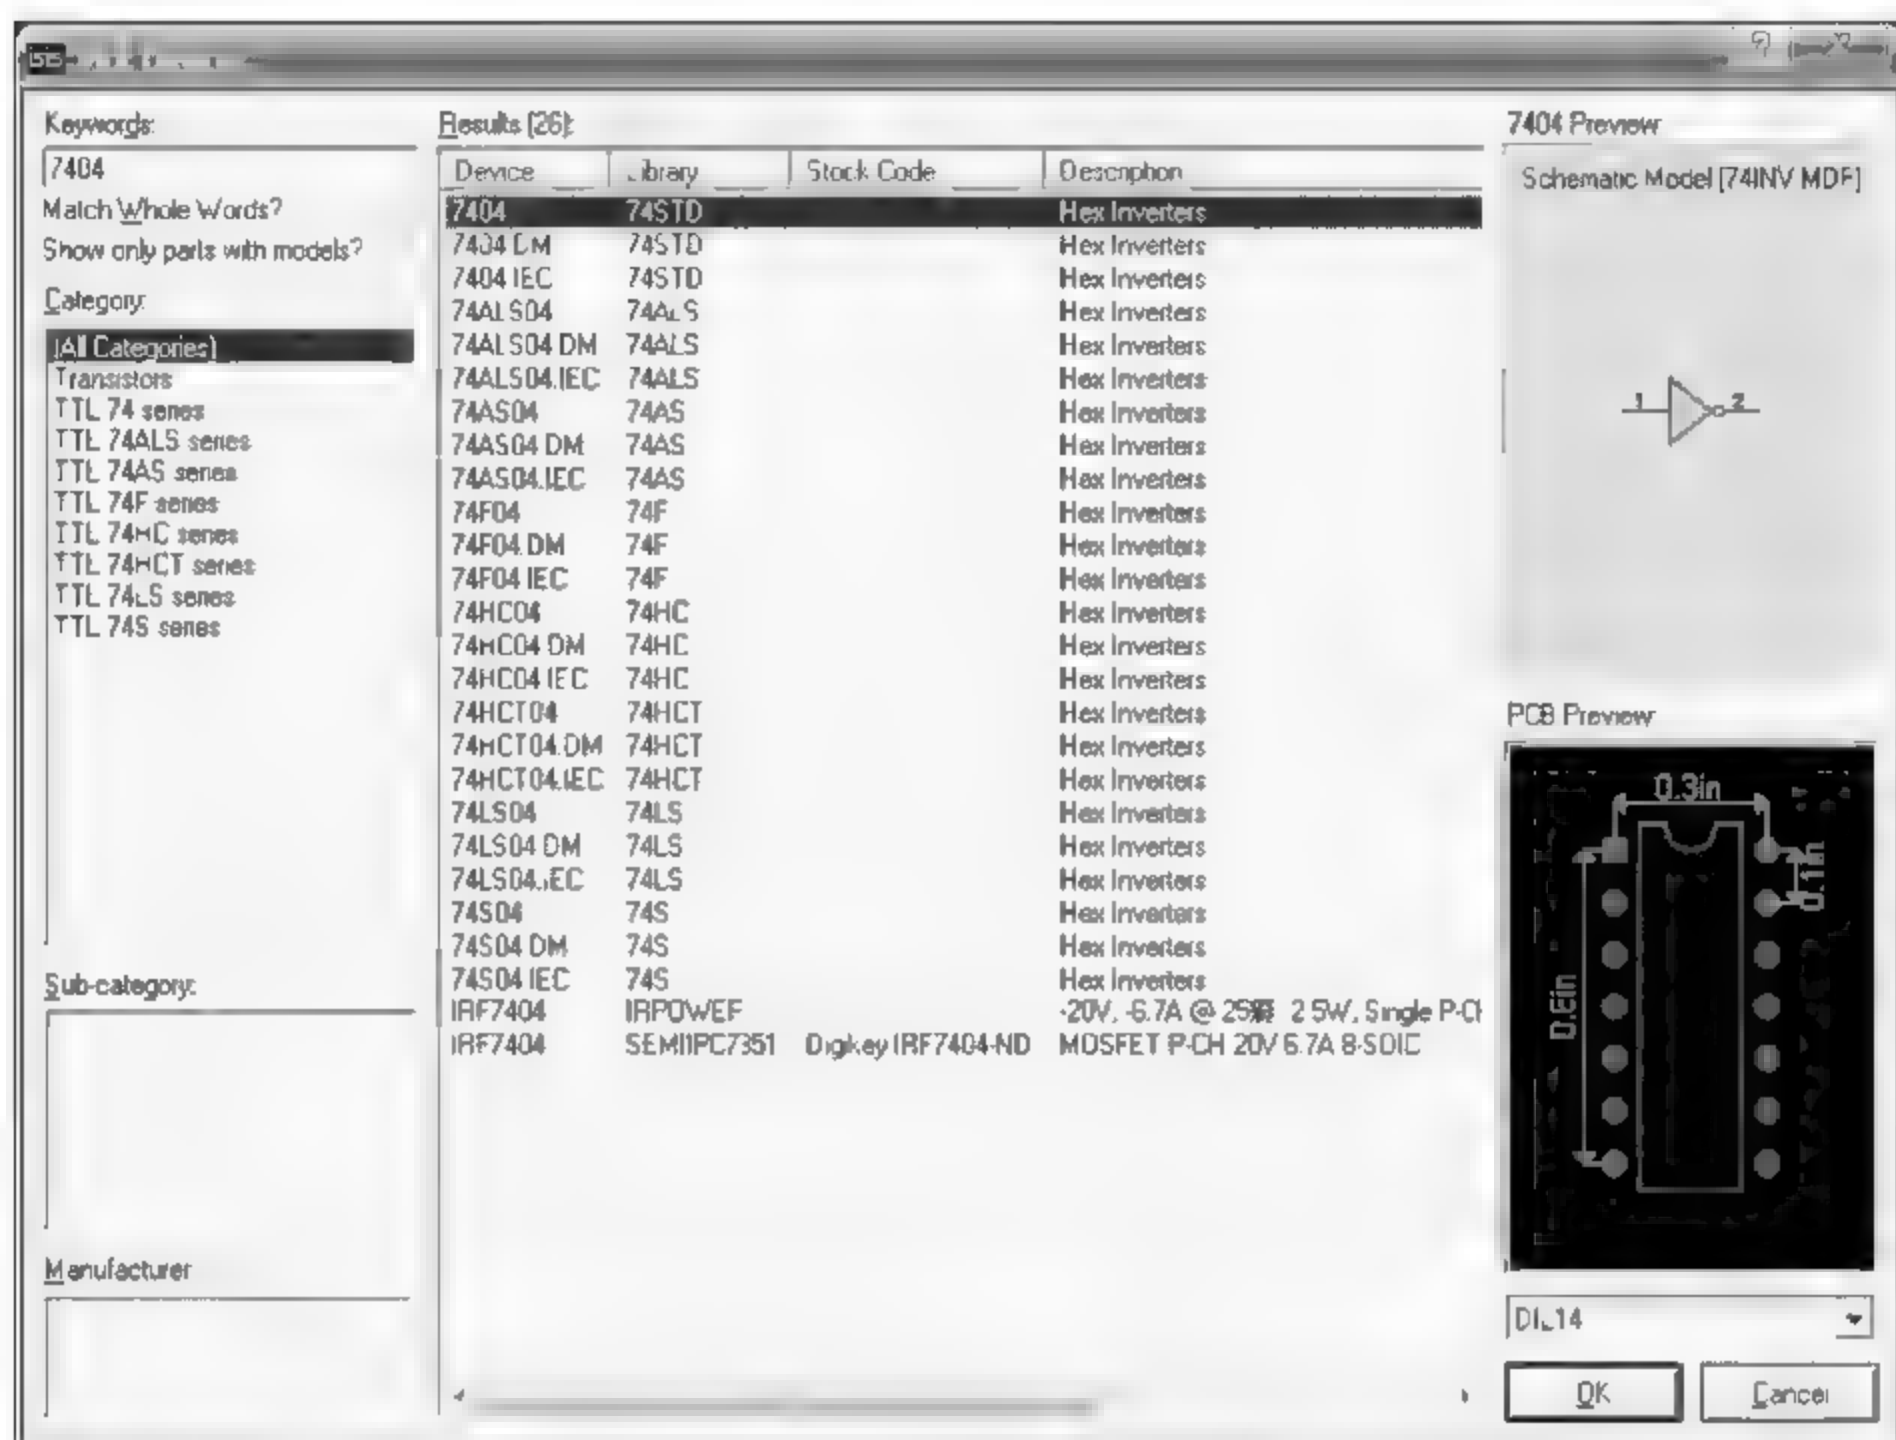 ISIS
Keywords:
7404
Match Whole Words?
Show only parts with models?
Category:
(All Categories)
Transistors
TTL 74 series
TTL 74ALS series
TTL 74AS series
TTL 74F series
TTL 74HC series
TTL 74HCT series
TTL 74LS series
TTL 74S series
Sub-category:
Manufacturer
Results (26):
Device Library Stock Code Description
7404 74STD Hex Inverters
7404.DM 74STD Hex Inverters
7404.IEC 74STD Hex Inverters
74ALS04 74ALS Hex Inverters
74ALS04.DM 74ALS Hex Inverters
74ALS04.IEC 74ALS Hex Inverters
74AS04 74AS Hex Inverters
74AS04.DM 74AS Hex Inverters
74AS04.IEC 74AS Hex Inverters
74F04 74F Hex Inverters
74F04.DM 74F Hex Inverters
74F04.IEC 74F Hex Inverters
74HC04 74HC Hex Inverters
74HC04.DM 74HC Hex Inverters
74HC04.IEC 74HC Hex Inverters
74HCT04 74HCT Hex Inverters
74HCT04.DM 74HCT Hex Inverters
74HCT04.IEC 74HCT Hex Inverters
74LS04 74LS Hex Inverters
74LS04.DM 74LS Hex Inverters
74LS04.IEC 74LS Hex Inverters
74S04 74S Hex Inverters
74S04.DM 74S Hex Inverters
74S04.IEC 74S Hex Inverters
IRF7404 IRPOWER -20V, -6.7A @ 2.5W, Single P-Ch
IRF7404 SEMIIPC7351 Digikey IRF7404-ND MOSFET P-CH 20V 6.7A 8-SOIC
7404 Preview
Schematic Model [74INV.MDF]
1 2
PCB Preview
0.3in
0.1in
0.6in
DIL14
OK Cancel